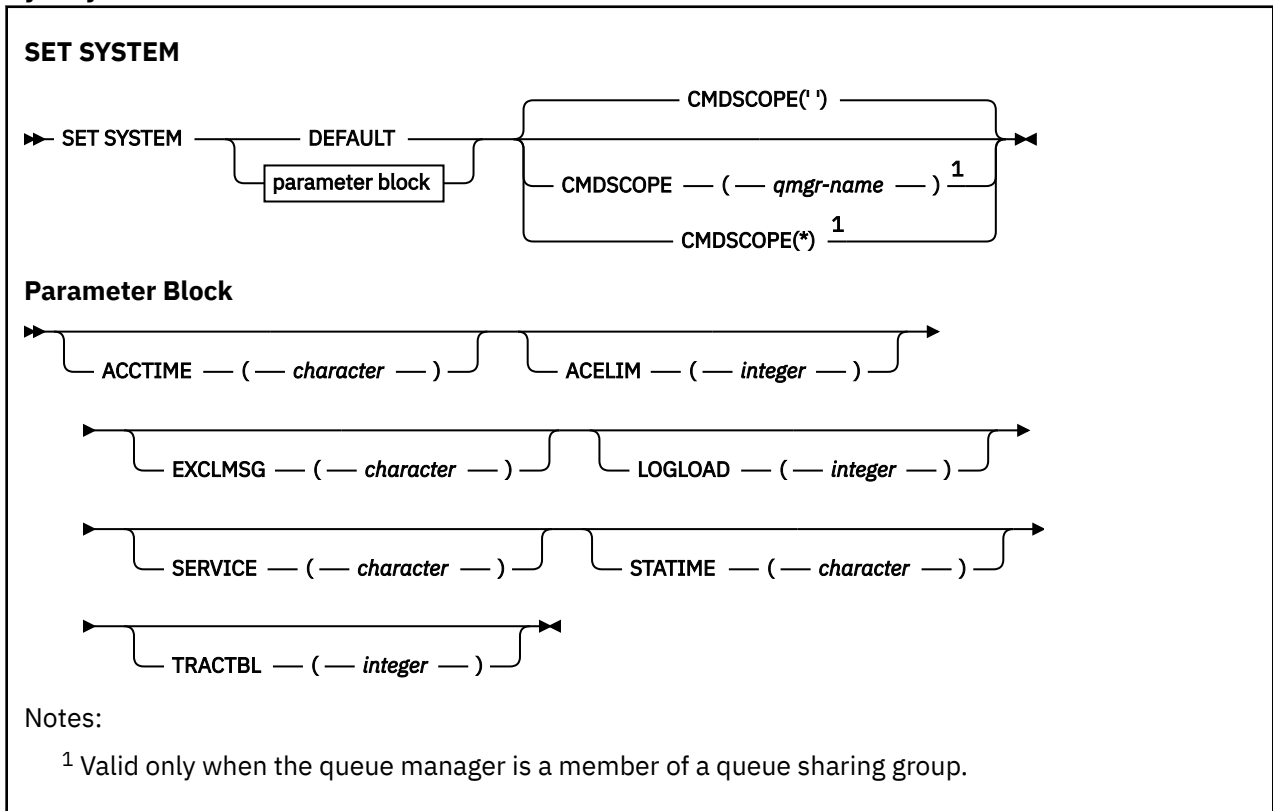 SET SYSTEM
CMDSCOPE(' ')
SET SYSTEM DEFAULT
parameter block
CMDSCOPE ( qmgr-name ) 1
CMDSCOPE(*) 1
Parameter Block
ACCTIME ( character ) ACELIM ( integer )
EXCLMSG ( character ) LOGLOAD ( integer )
SERVICE ( character ) STATIME ( character )
TRACTBL ( integer )
Notes:
1 Valid only when the queue manager is a member of a queue sharing group.